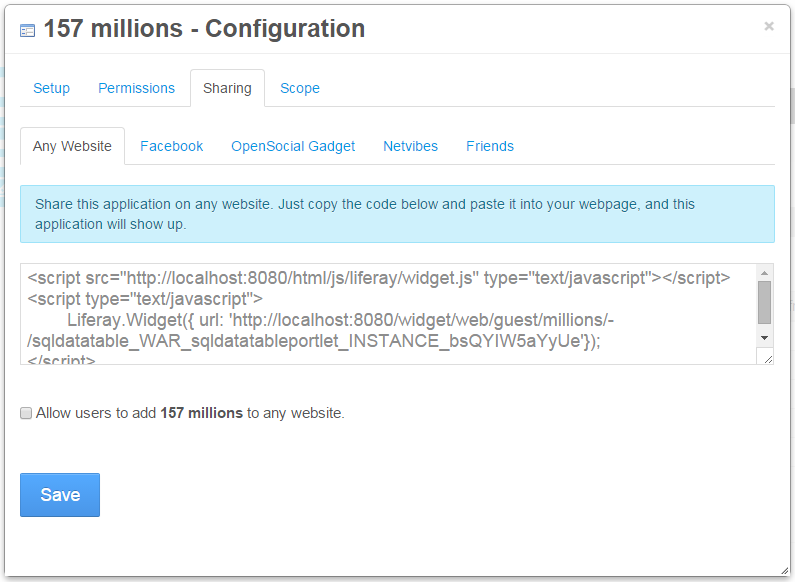 157 millions - Configuration ×
Setup Permissions Sharing Scope
Any Website Facebook OpenSocial Gadget Netvibes Friends
Share this application on any website. Just copy the code below and paste it into your webpage, and this
application will show up.
<script src="http://localhost:8080/html/js/liferay/widget.js" type="text/javascript"></script>
<script type="text/javascript">
Liferay.Widget({ url: 'http://localhost:8080/widget/web/guest/millions/-
/sqldatatable_WAR_sqldatatableportlet_INSTANCE_bsQYIW5aYyUe'});
</script>
Allow users to add 157 millions to any website.
Save